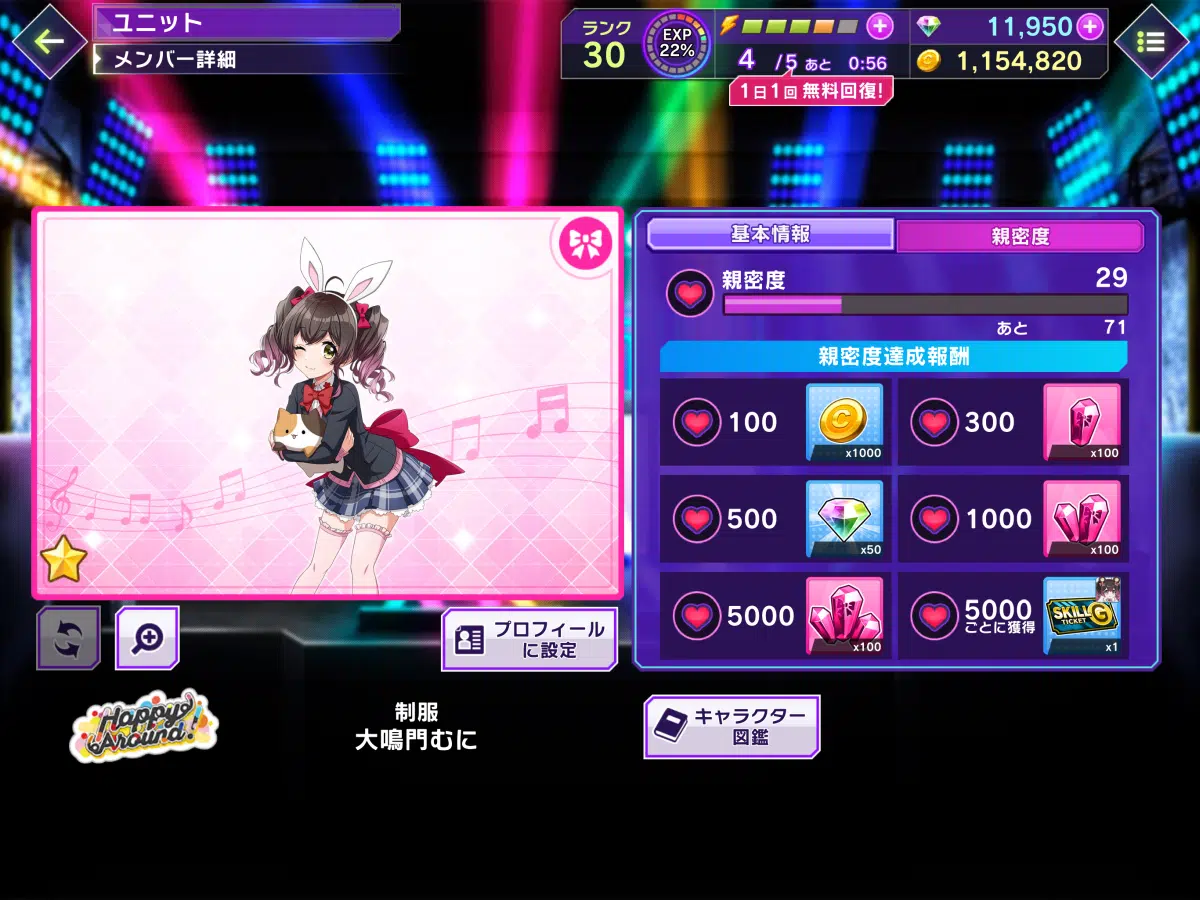 ユニット
メンバー詳細
ランク
30
EXP
22%
4 /5 あと 0:56
1日1回 無料回復!
11,950
1,154,820
基本情報
親密度
親密度
29
あと 71
親密度達成報酬
100
x1000
300
x100
500
x50
1000
x100
5000
x100
5000
ごとに獲得
SKILL G
TICKET
x1
プロフィール
に設定
Happy
Around!
制服
大鳴門むに
キャラクター
図鑑